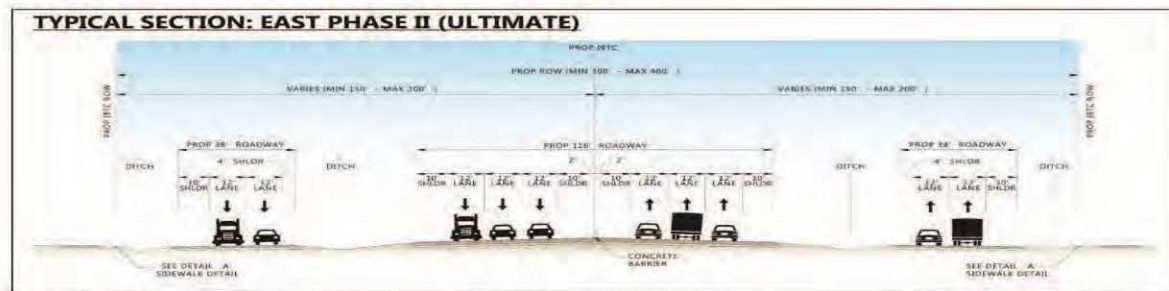 TYPICAL SECTION: EAST PHASE II (ULTIMATE)
PROP JBTC
PROP ROW (MIN 300' - MAX 400' )
VARIES (MIN 150' - MAX 200' )
VARIES (MIN 150' - MAX 200' )
PROP JBTC ROW
PROP JBTC ROW
PROP 38' ROADWAY
PROP 116' ROADWAY
PROP 38' ROADWAY
DITCH
4' SHLDR
DITCH
2'
2'
DITCH
4' SHLDR
DITCH
10' SHLDR
12' LANE
12' LANE
10' SHLDR
12' LANE
12' LANE
12' LANE
10' SHLDR
10' SHLDR
12' LANE
12' LANE
12' LANE
10' SHLDR
12' LANE
12' LANE
10' SHLDR
SEE DETAIL A
SIDEWALK DETAIL
CONCRETE
BARRIER
SEE DETAIL A
SIDEWALK DETAIL